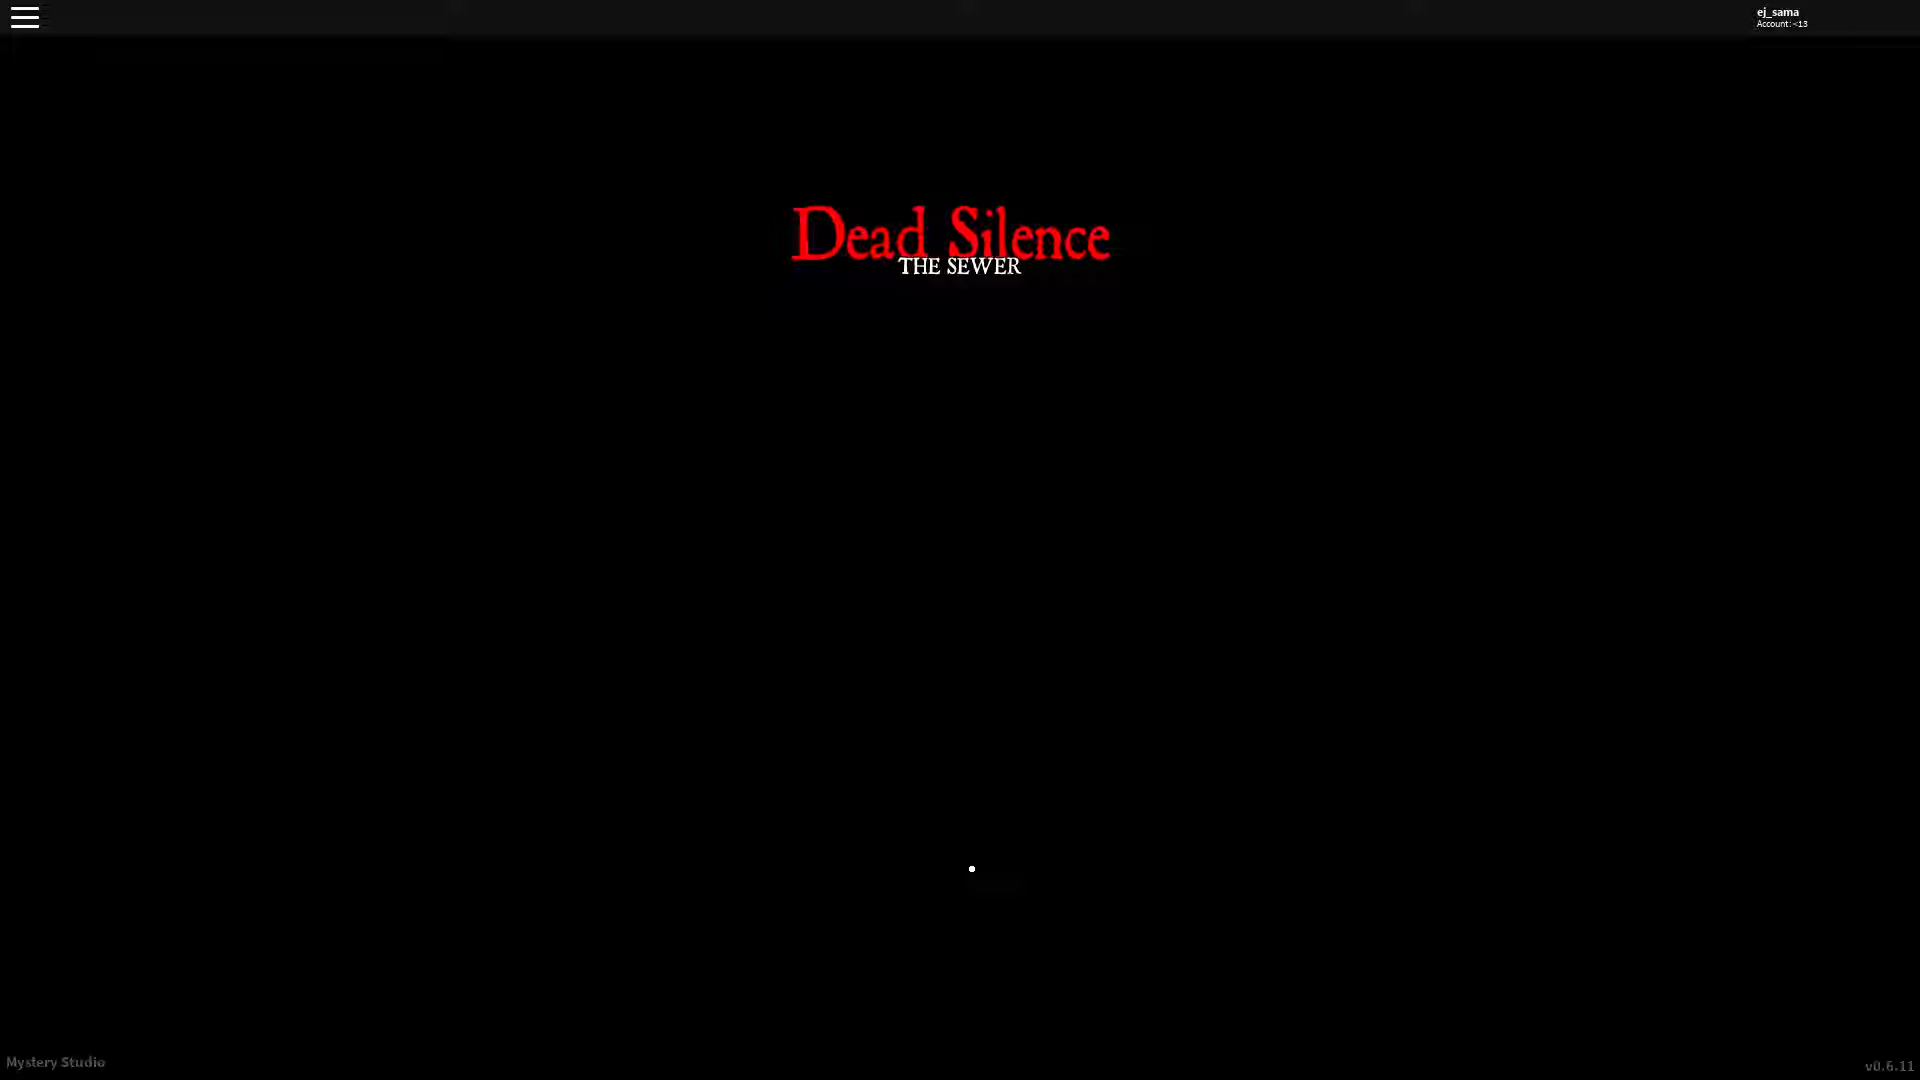 ej_sama
Account: <13
Dead Silence
THE SEWER
Mystery Studio
v0.6.11